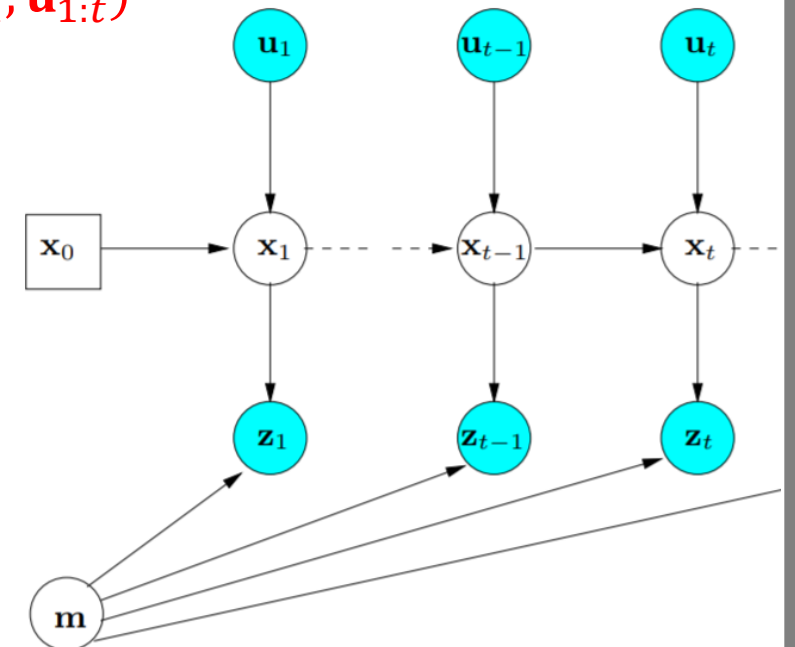 , u₁:ₜ)
u₁ uₜ₋₁ uₜ
x₀ x₁ xₜ₋₁ xₜ
z₁ zₜ₋₁ zₜ
m